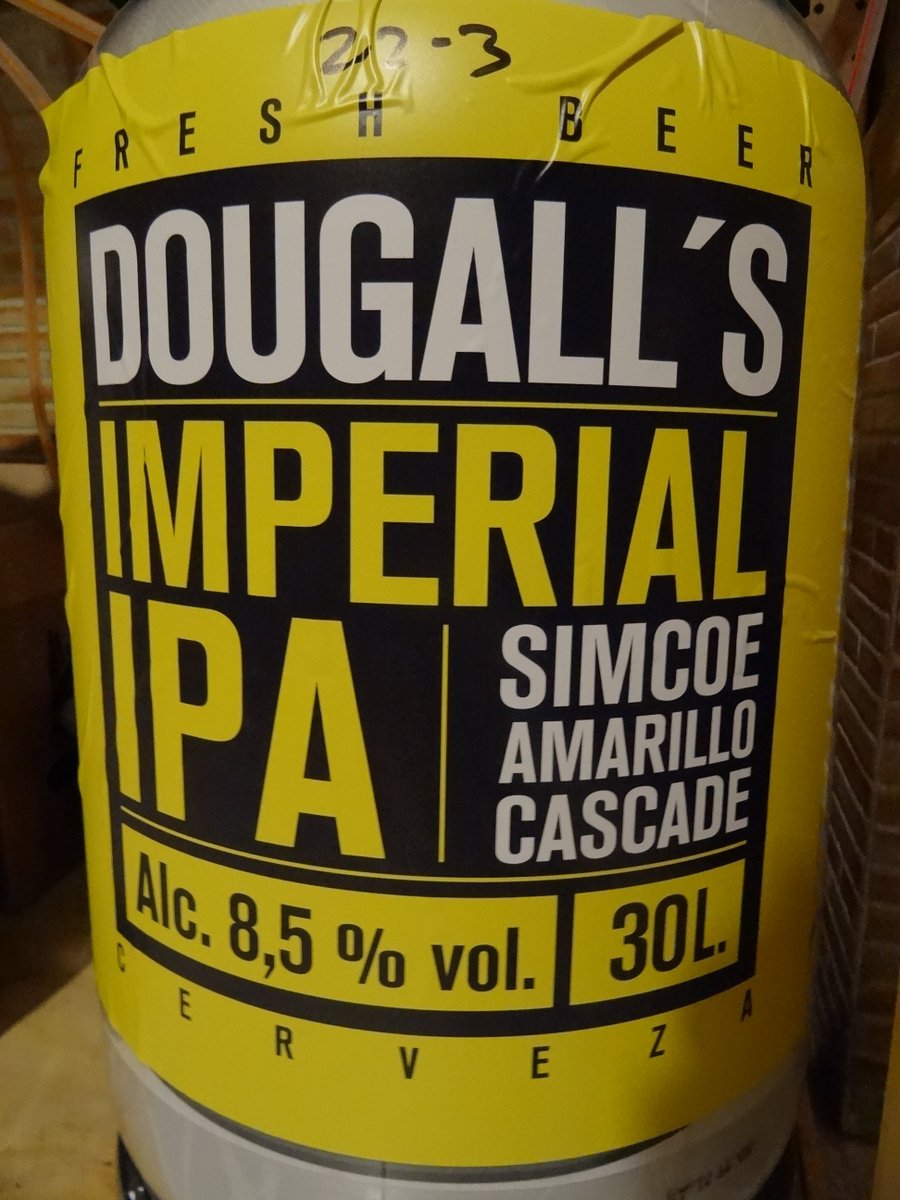 22-3
FRESH BEER
DOUGALL´S
IMPERIAL
IPA
SIMCOE
AMARILLO
CASCADE
Alc. 8,5 % vol.
30L.
CERVEZA